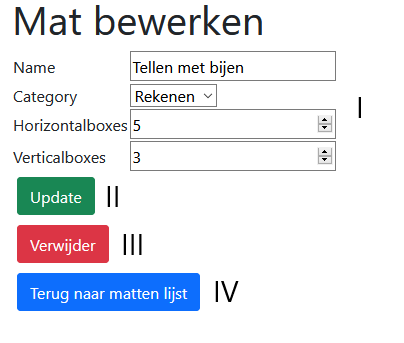 Mat bewerken
Name Tellen met bijen
Category Rekenen I
Horizontalboxes 5
Verticalboxes 3
Update II
Verwijder III
Terug naar matten lijst IV